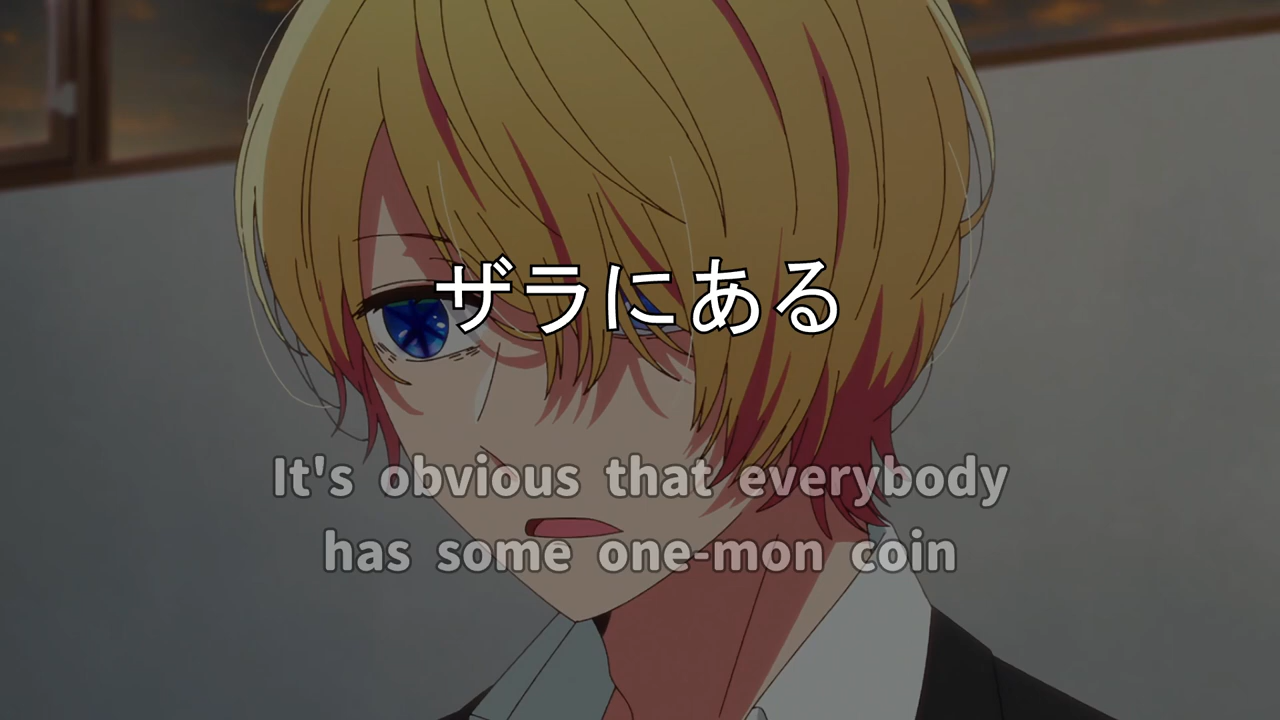 ザラにある
It's obvious that everybody
has some one-mon coin